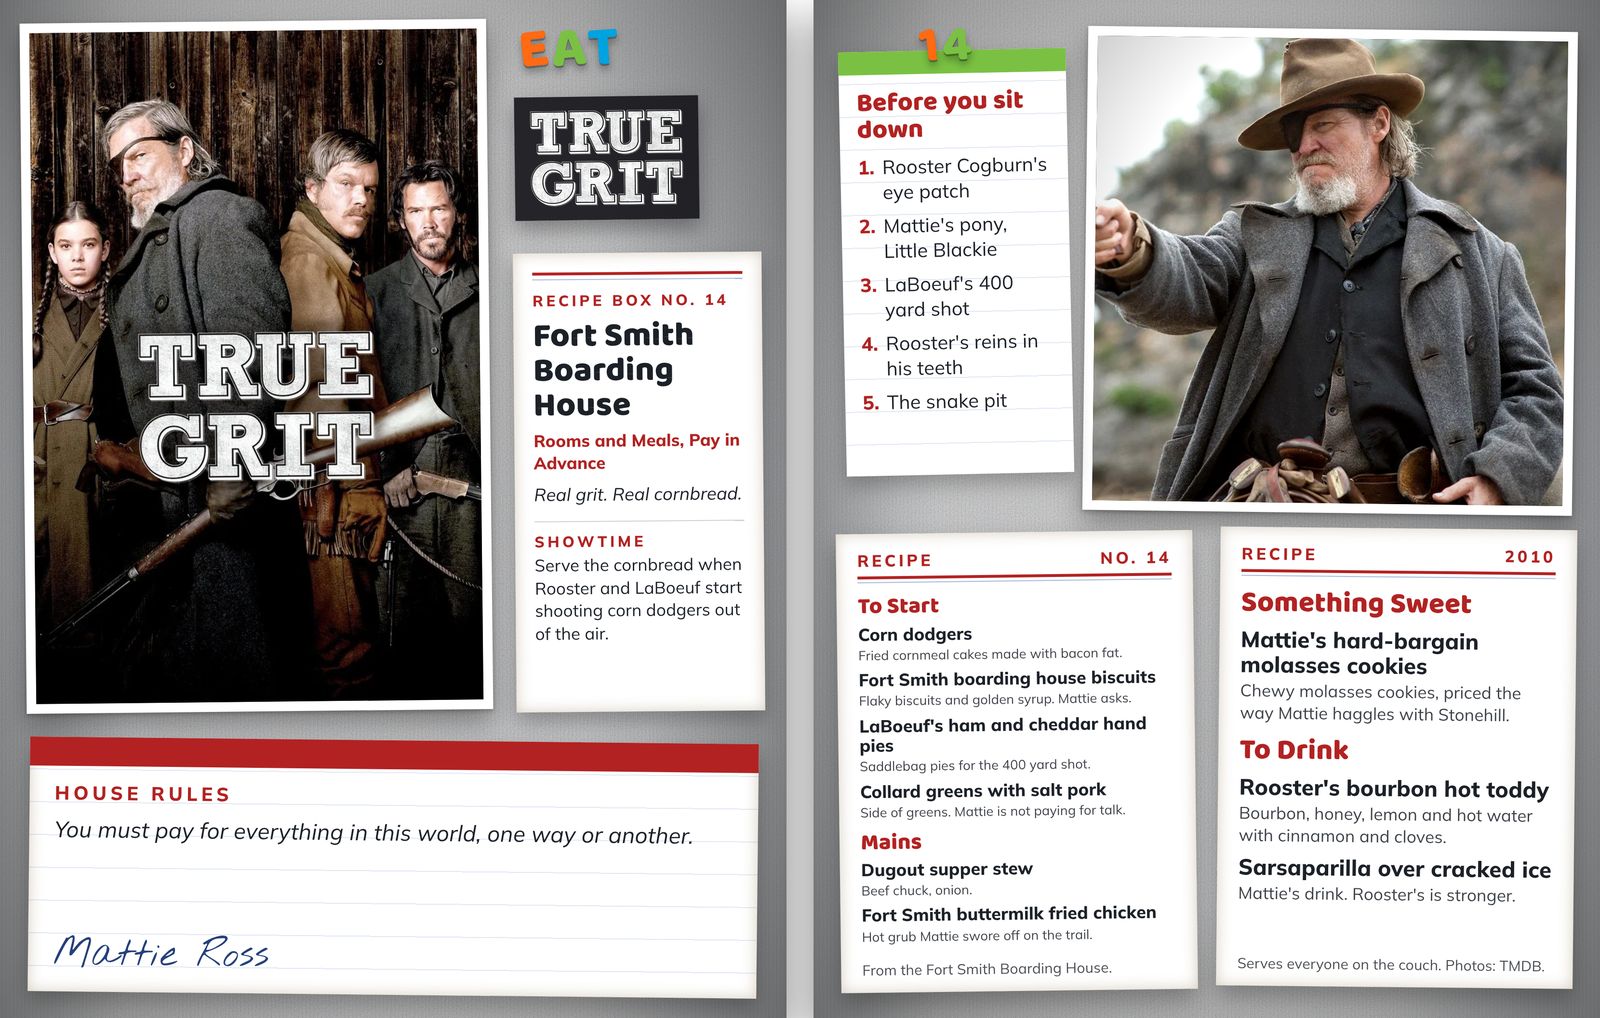 TRUE
GRIT
EAT
TRUE
GRIT
RECIPE BOX NO. 14
Fort Smith
Boarding
House
Rooms and Meals, Pay in
Advance
Real grit. Real cornbread.
SHOWTIME
Serve the cornbread when
Rooster and LaBoeuf start
shooting corn dodgers out
of the air.
HOUSE RULES
You must pay for everything in this world, one way or another.
Mattie Ross
14
Before you sit
down
1. Rooster Cogburn's
eye patch
2. Mattie's pony,
Little Blackie
3. LaBoeuf's 400
yard shot
4. Rooster's reins in
his teeth
5. The snake pit
RECIPE NO. 14
To Start
Corn dodgers
Fried cornmeal cakes made with bacon fat.
Fort Smith boarding house biscuits
Flaky biscuits and golden syrup. Mattie asks.
LaBoeuf's ham and cheddar hand
pies
Saddlebag pies for the 400 yard shot.
Collard greens with salt pork
Side of greens. Mattie is not paying for talk.
Mains
Dugout supper stew
Beef chuck, onion.
Fort Smith buttermilk fried chicken
Hot grub Mattie swore off on the trail.
From the Fort Smith Boarding House.
RECIPE 2010
Something Sweet
Mattie's hard-bargain
molasses cookies
Chewy molasses cookies, priced the
way Mattie haggles with Stonehill.
To Drink
Rooster's bourbon hot toddy
Bourbon, honey, lemon and hot water
with cinnamon and cloves.
Sarsaparilla over cracked ice
Mattie's drink. Rooster's is stronger.
Serves everyone on the couch. Photos: TMDB.